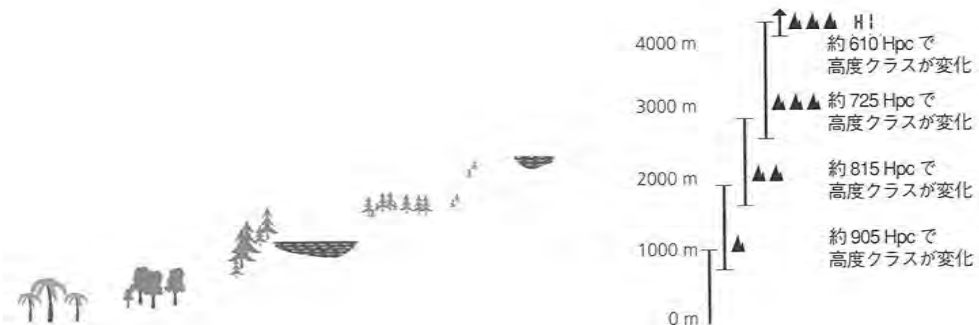 4000 m
HI
約 610 Hpc で
高度クラスが変化
3000 m
約 725 Hpc で
高度クラスが変化
2000 m
約 815 Hpc で
高度クラスが変化
1000 m
約 905 Hpc で
高度クラスが変化
0 m